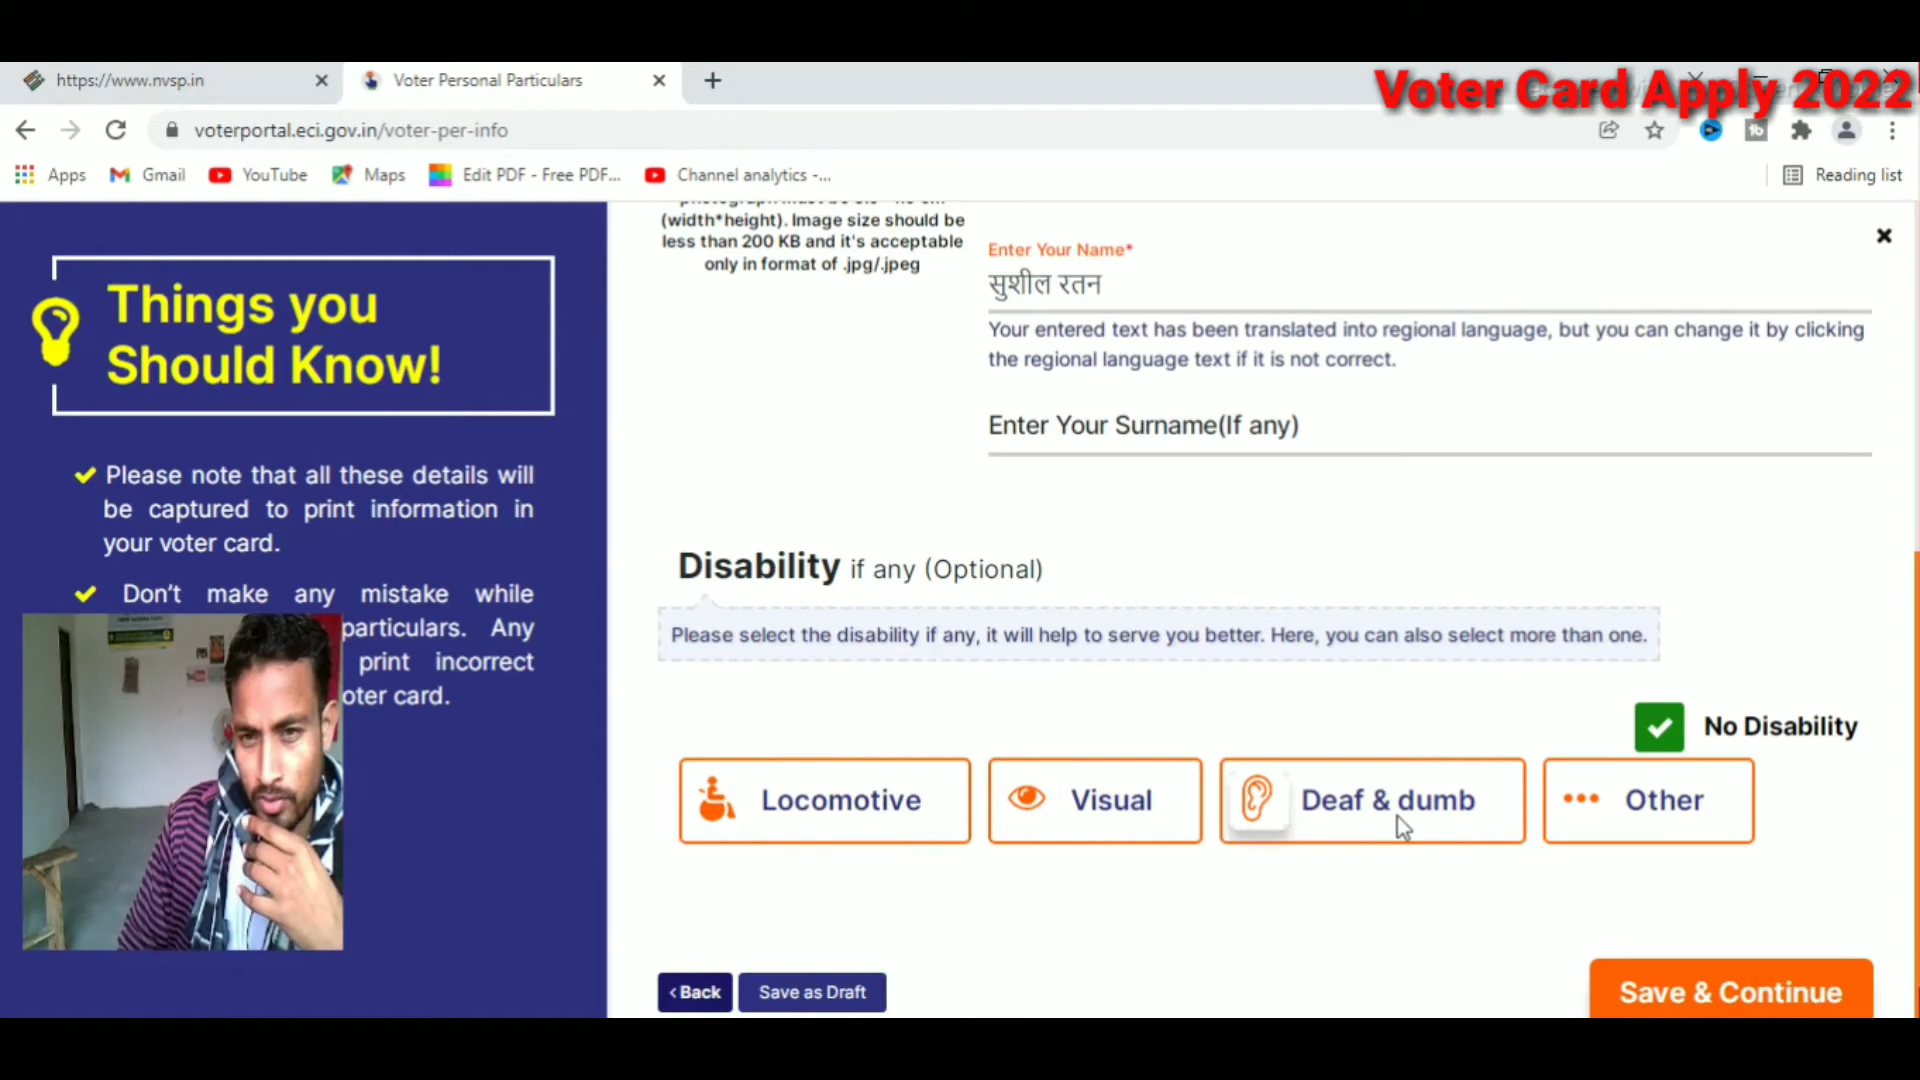 https://www.nvsp.in
Voter Personal Particulars
Voter Card Apply 2022
voterportal.eci.gov.in/voter-per-info
Apps
Gmail
YouTube
Maps
Edit PDF - Free PDF...
Channel analytics -...
Reading list
(width*height). Image size should be
less than 200 KB and it's acceptable
only in format of .jpg/.jpeg
Things you
Should Know!
Please note that all these details will
be captured to print information in
your voter card.
Don't make any mistake while
particulars. Any
print incorrect
oter card.
Enter Your Name*
सुशील रतन
Your entered text has been translated into regional language, but you can change it by clicking
the regional language text if it is not correct.
Enter Your Surname(If any)
Disability if any (Optional)
Please select the disability if any, it will help to serve you better. Here, you can also select more than one.
No Disability
Locomotive
Visual
Deaf & dumb
Other
< Back
Save as Draft
Save & Continue